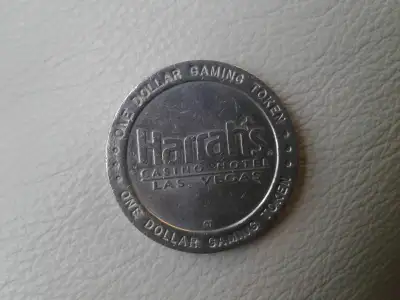 ONE DOLLAR GAMING TOKEN
Harrah's
CASINO HOTEL
LAS VEGAS
ONE DOLLAR GAMING TOKEN